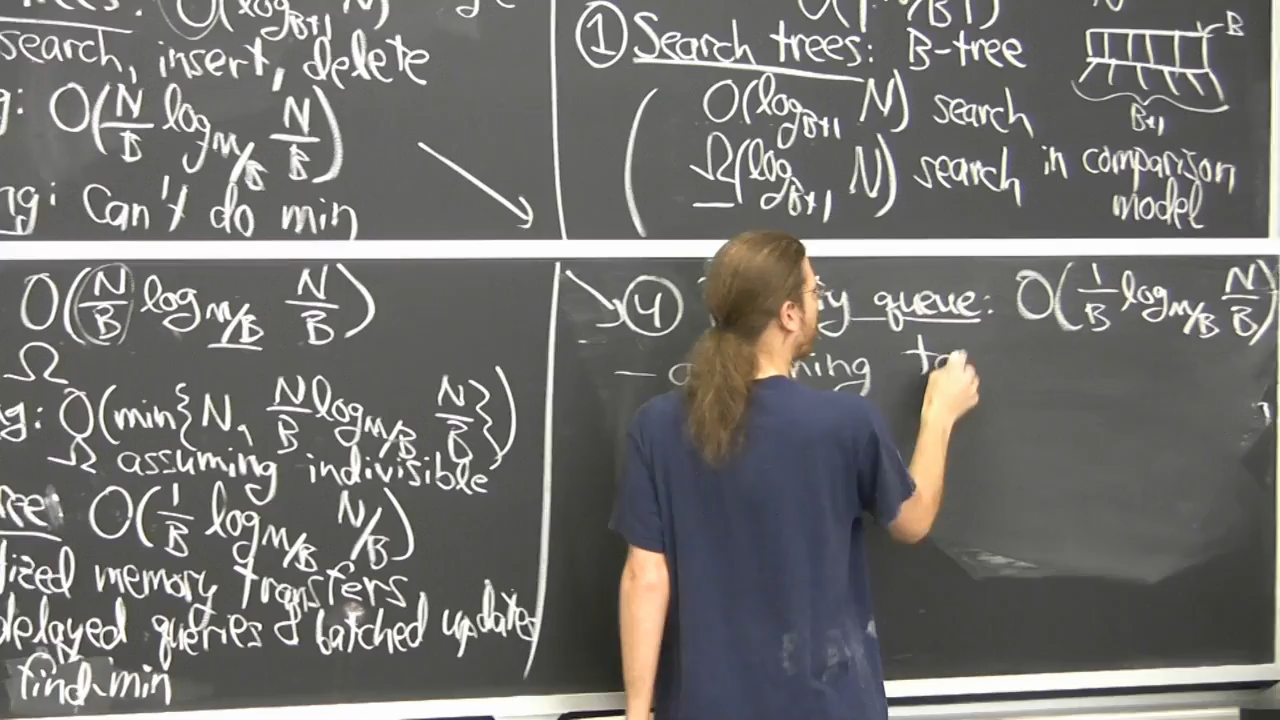 search, insert, delete
O(N/B log_{M/B} N/B)
can't do min
① Search trees: B-tree
B
B+1
O(log_{B+1} N) search
Ω(log_{B+1} N) search in comparison
model
O(N/B log_{M/B} N/B)
Ω
O(min{N, N/B log_{M/B} N/B})
Ω assuming indivisible
O(1/B log_{M/B} N/B)
memory transfers
delayed queries & batched updates
find-min
④ queue: O(1/B log_{M/B} N/B)